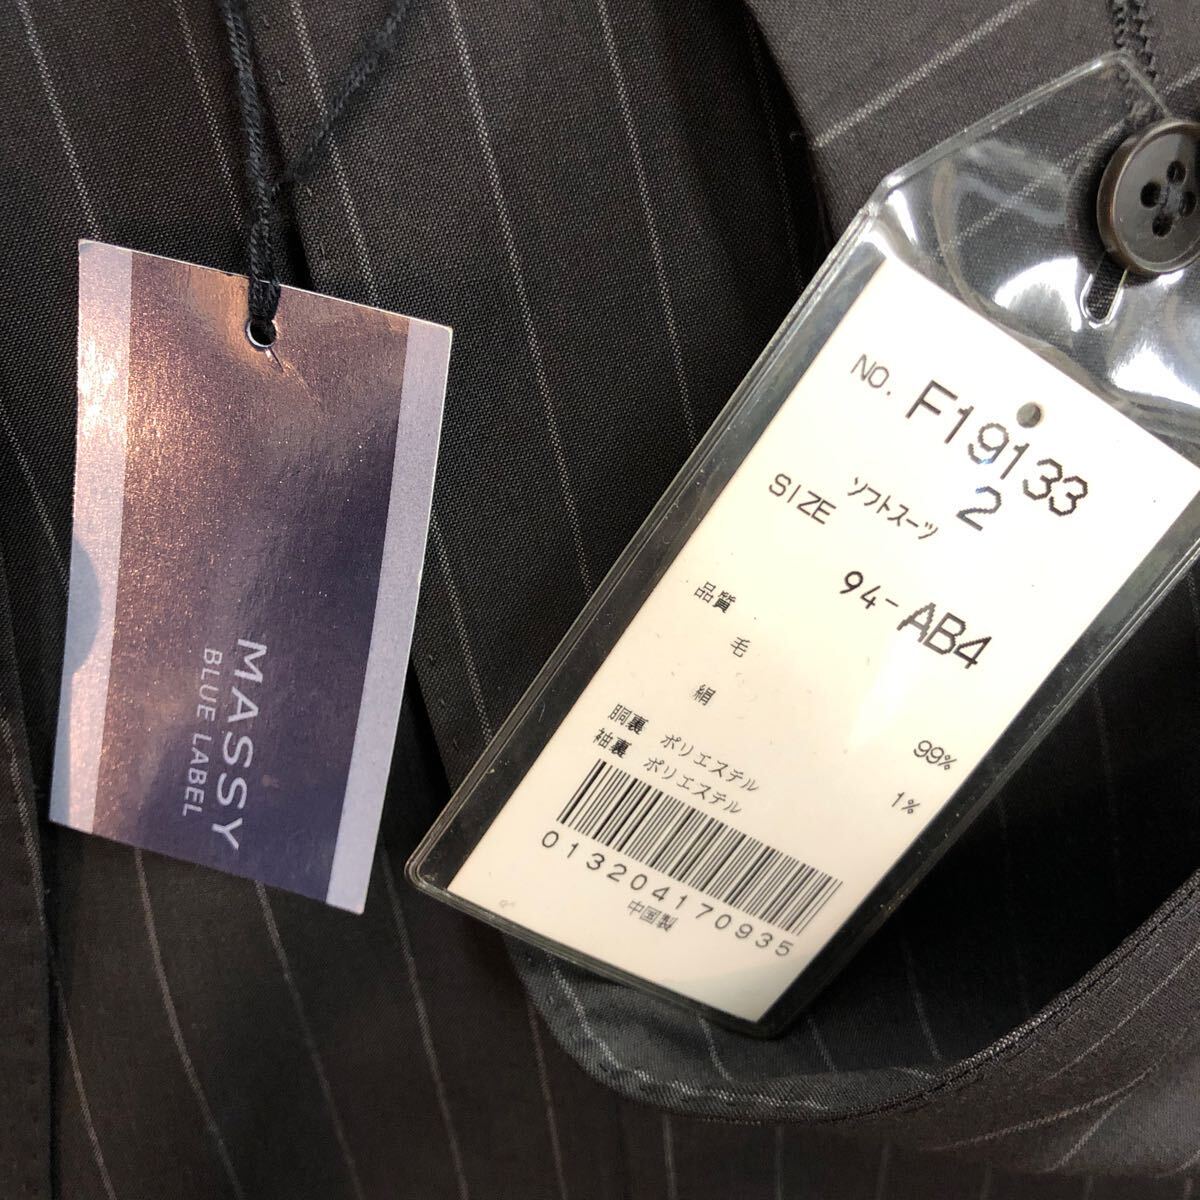 MASSY
BLUE LABEL
NO. F19133
2
ソフトスーツ
SIZE 94-AB4
品質
毛 99%
絹 1%
胴裏 ポリエステル
袖裏 ポリエステル
013204170935
中国製